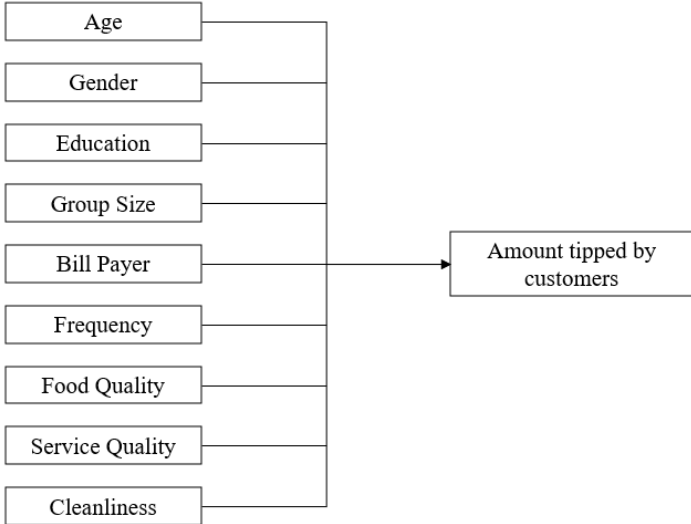 Age
Gender
Education
Group Size
Bill Payer
Frequency
Food Quality
Service Quality
Cleanliness
Amount tipped by
customers